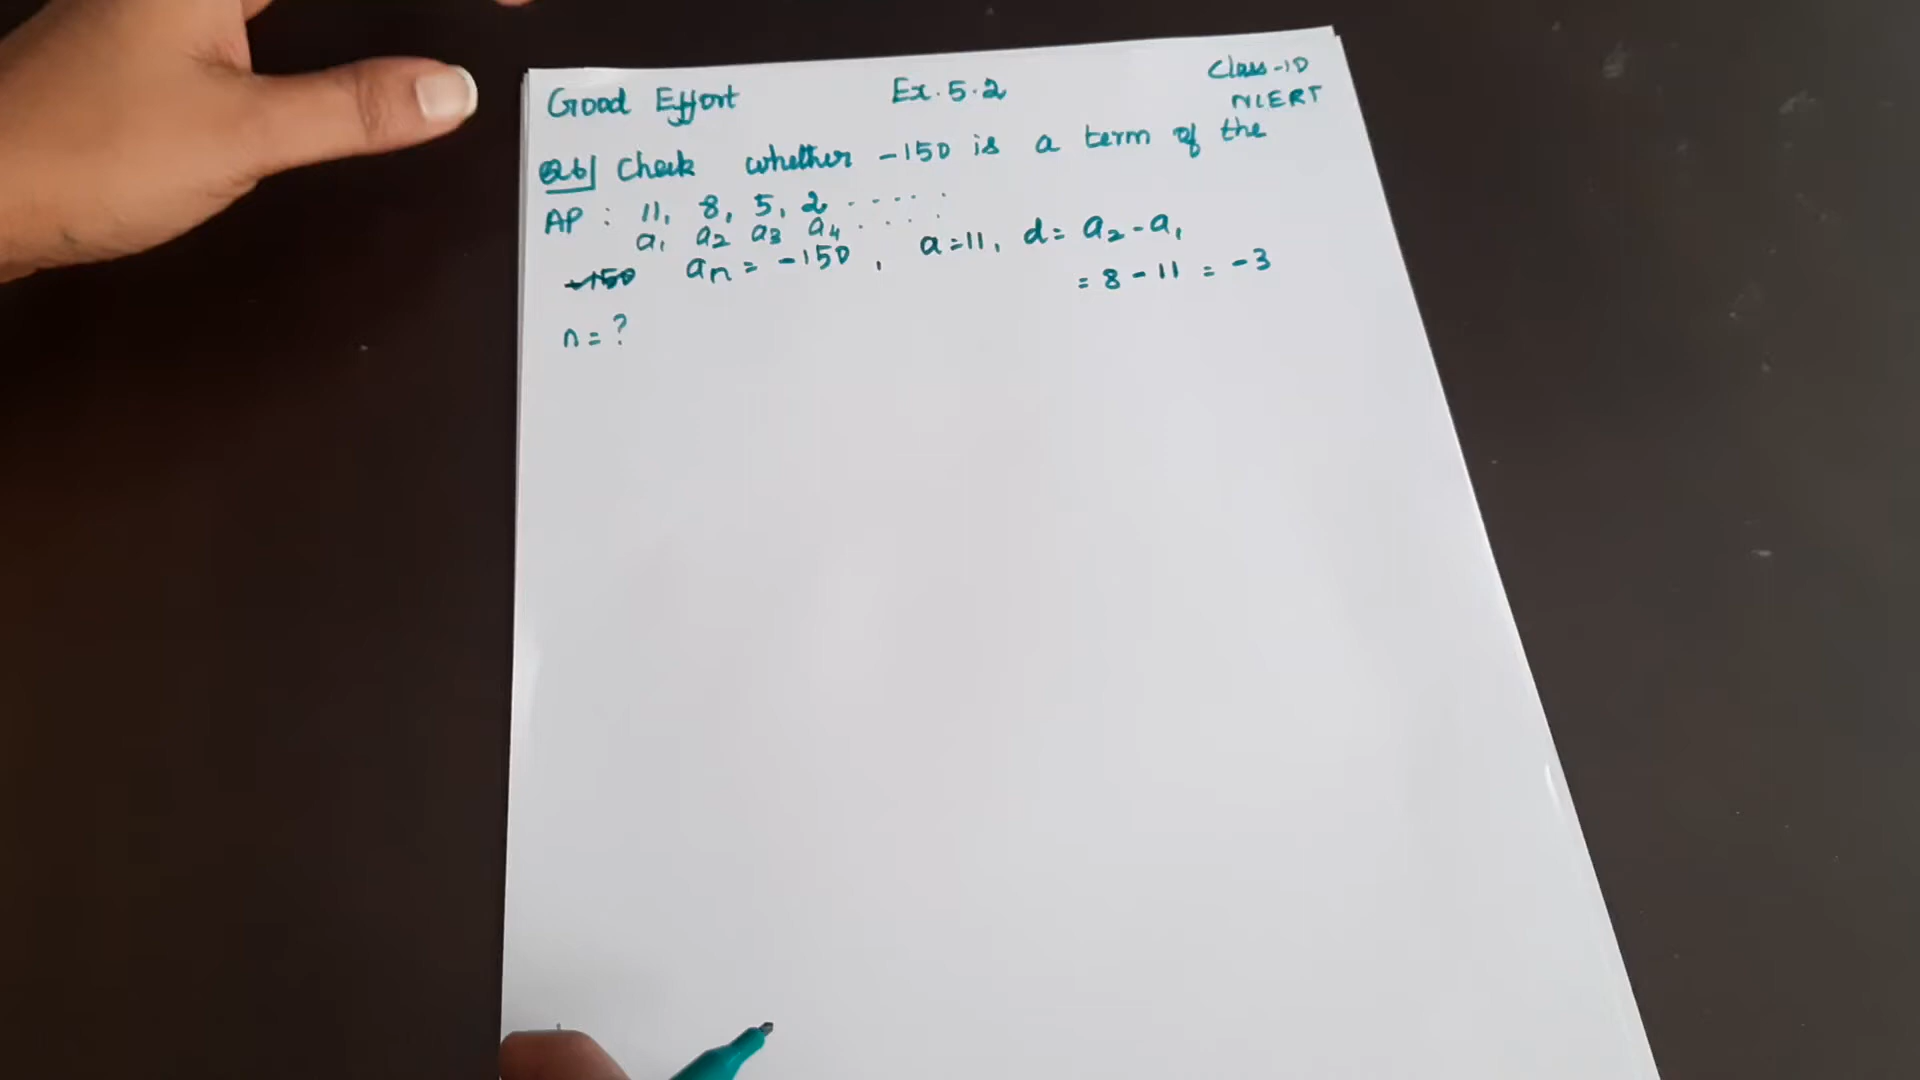 Good Effort Ex. 5.2 Class-10
NCERT
Q6| Check whether -150 is a term of the
AP : 11, 8, 5, 2 .....
a₁ a₂ a₃ a₄ .....
-150 aₙ = -150 , a=11, d= a₂-a₁
= 8 - 11 = -3
n = ?